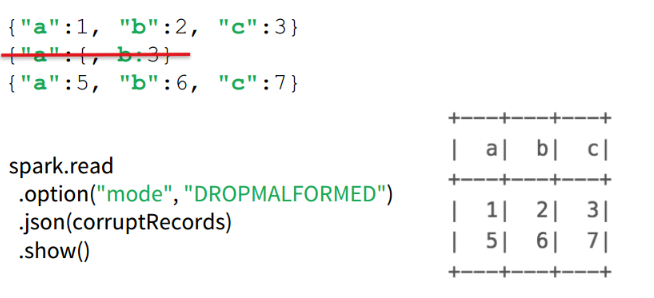 {"a":1, "b":2, "c":3}
{"a":{, b:3}
{"a":5, "b":6, "c":7}
spark.read
.option("mode", "DROPMALFORMED")
.json(corruptRecords)
.show()
+---+---+---+
| a| b| c|
+---+---+---+
| 1| 2| 3|
| 5| 6| 7|
+---+---+---+